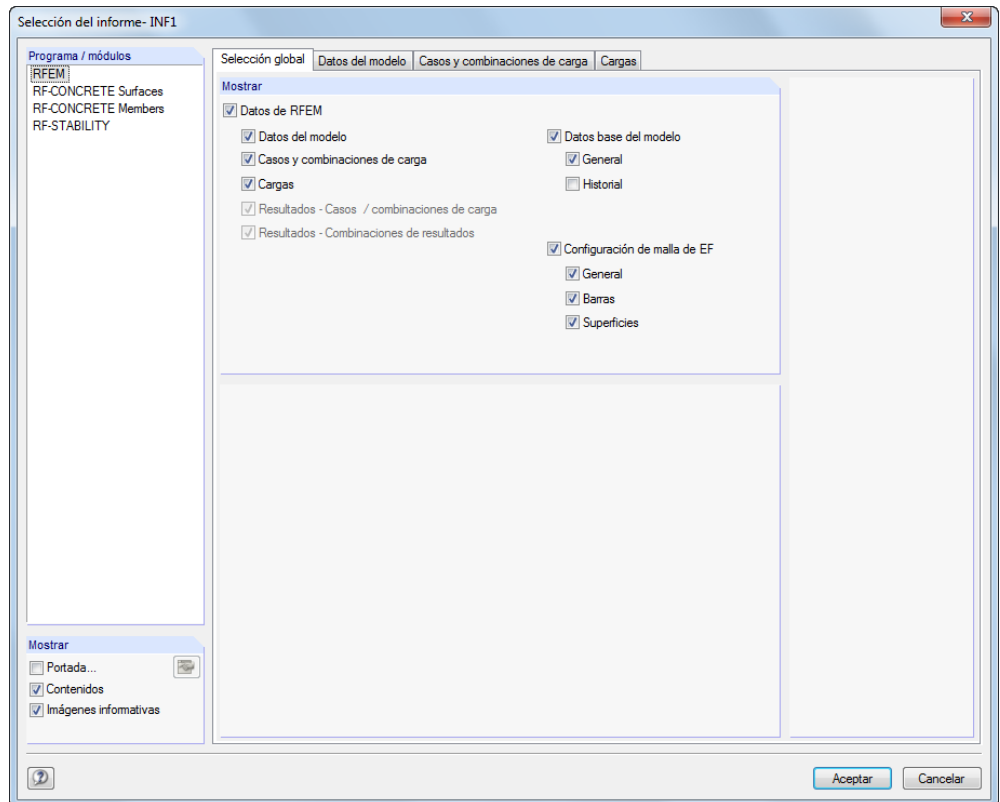 Selección del informe- INF1
Programa / módulos
RFEM
RF-CONCRETE Surfaces
RF-CONCRETE Members
RF-STABILITY
Selección global
Datos del modelo
Casos y combinaciones de carga
Cargas
Mostrar
Datos de RFEM
Datos del modelo
Casos y combinaciones de carga
Cargas
Resultados - Casos / combinaciones de carga
Resultados - Combinaciones de resultados
Datos base del modelo
General
Historial
Configuración de malla de EF
General
Barras
Superficies
Mostrar
Portada...
Contenidos
Imágenes informativas
Aceptar
Cancelar